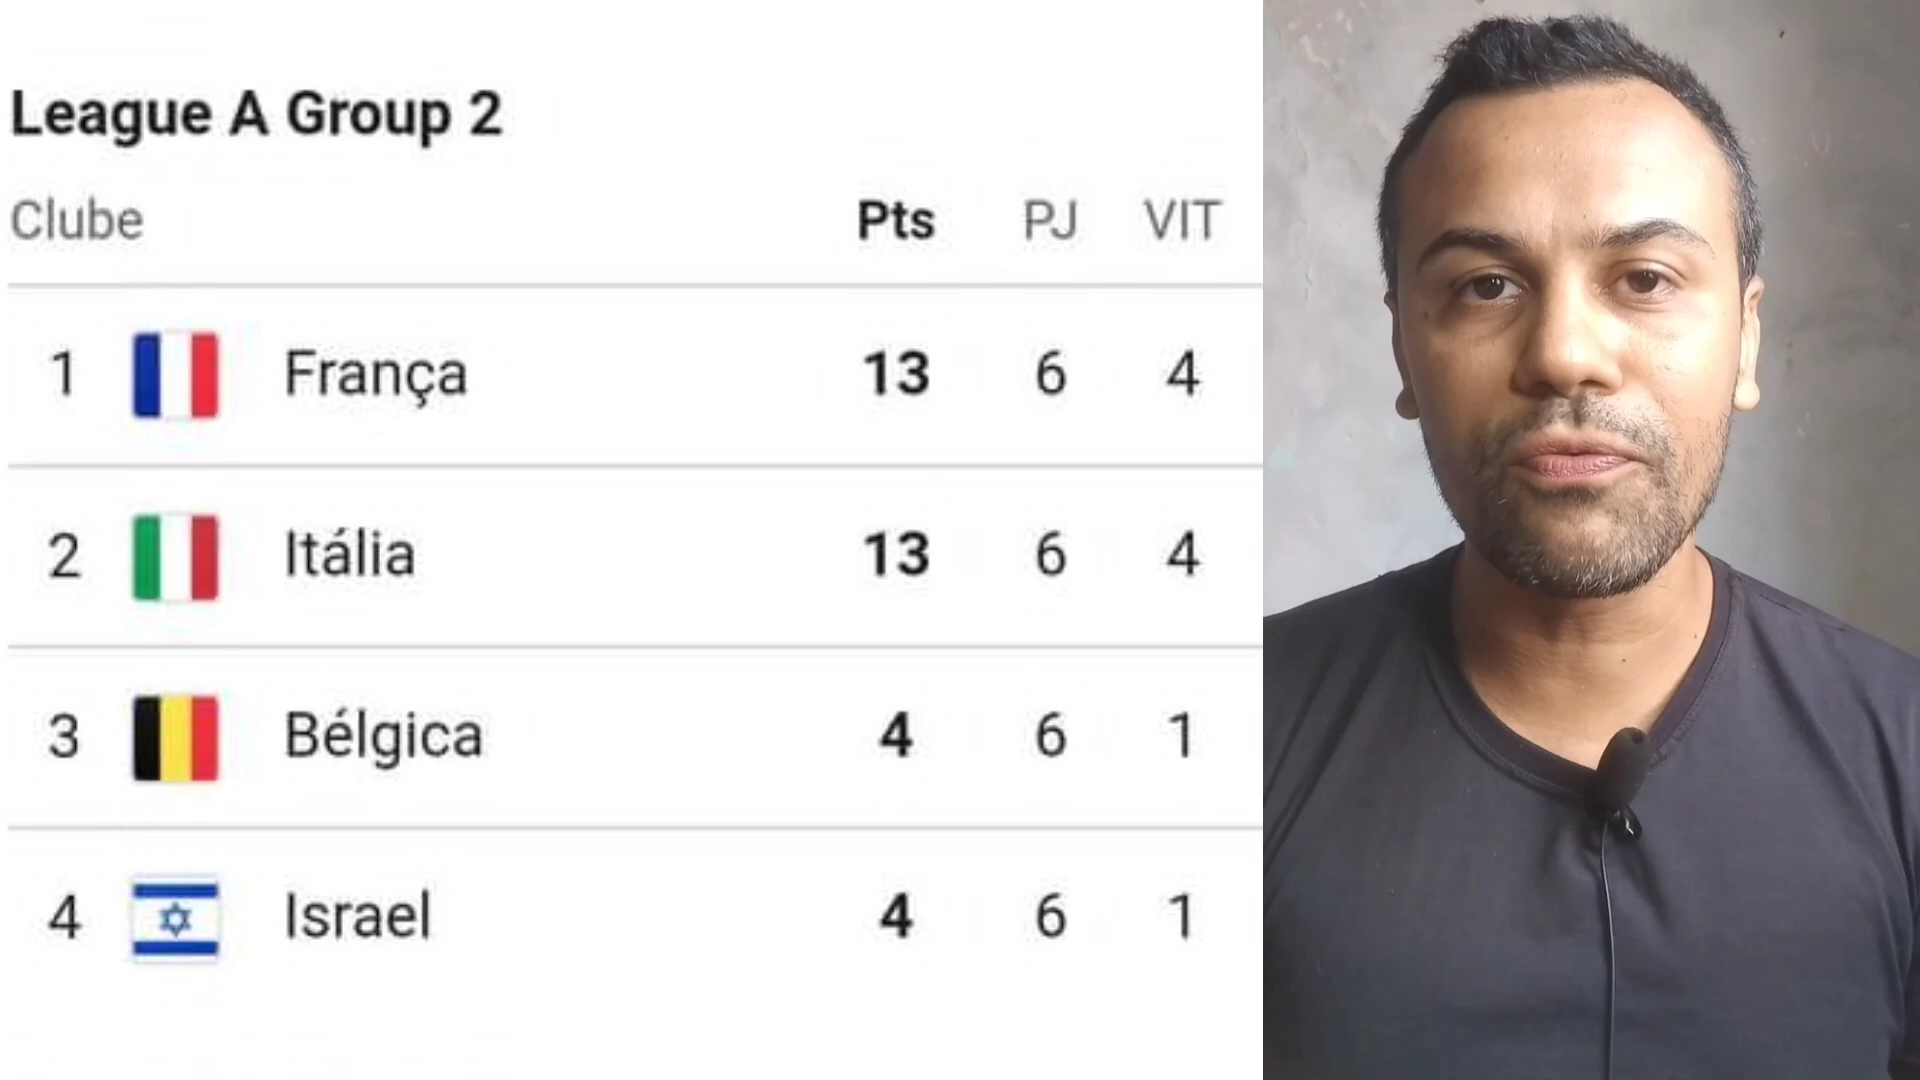 League A Group 2
Clube Pts PJ VIT
1 França 13 6 4
2 Itália 13 6 4
3 Bélgica 4 6 1
4 Israel 4 6 1